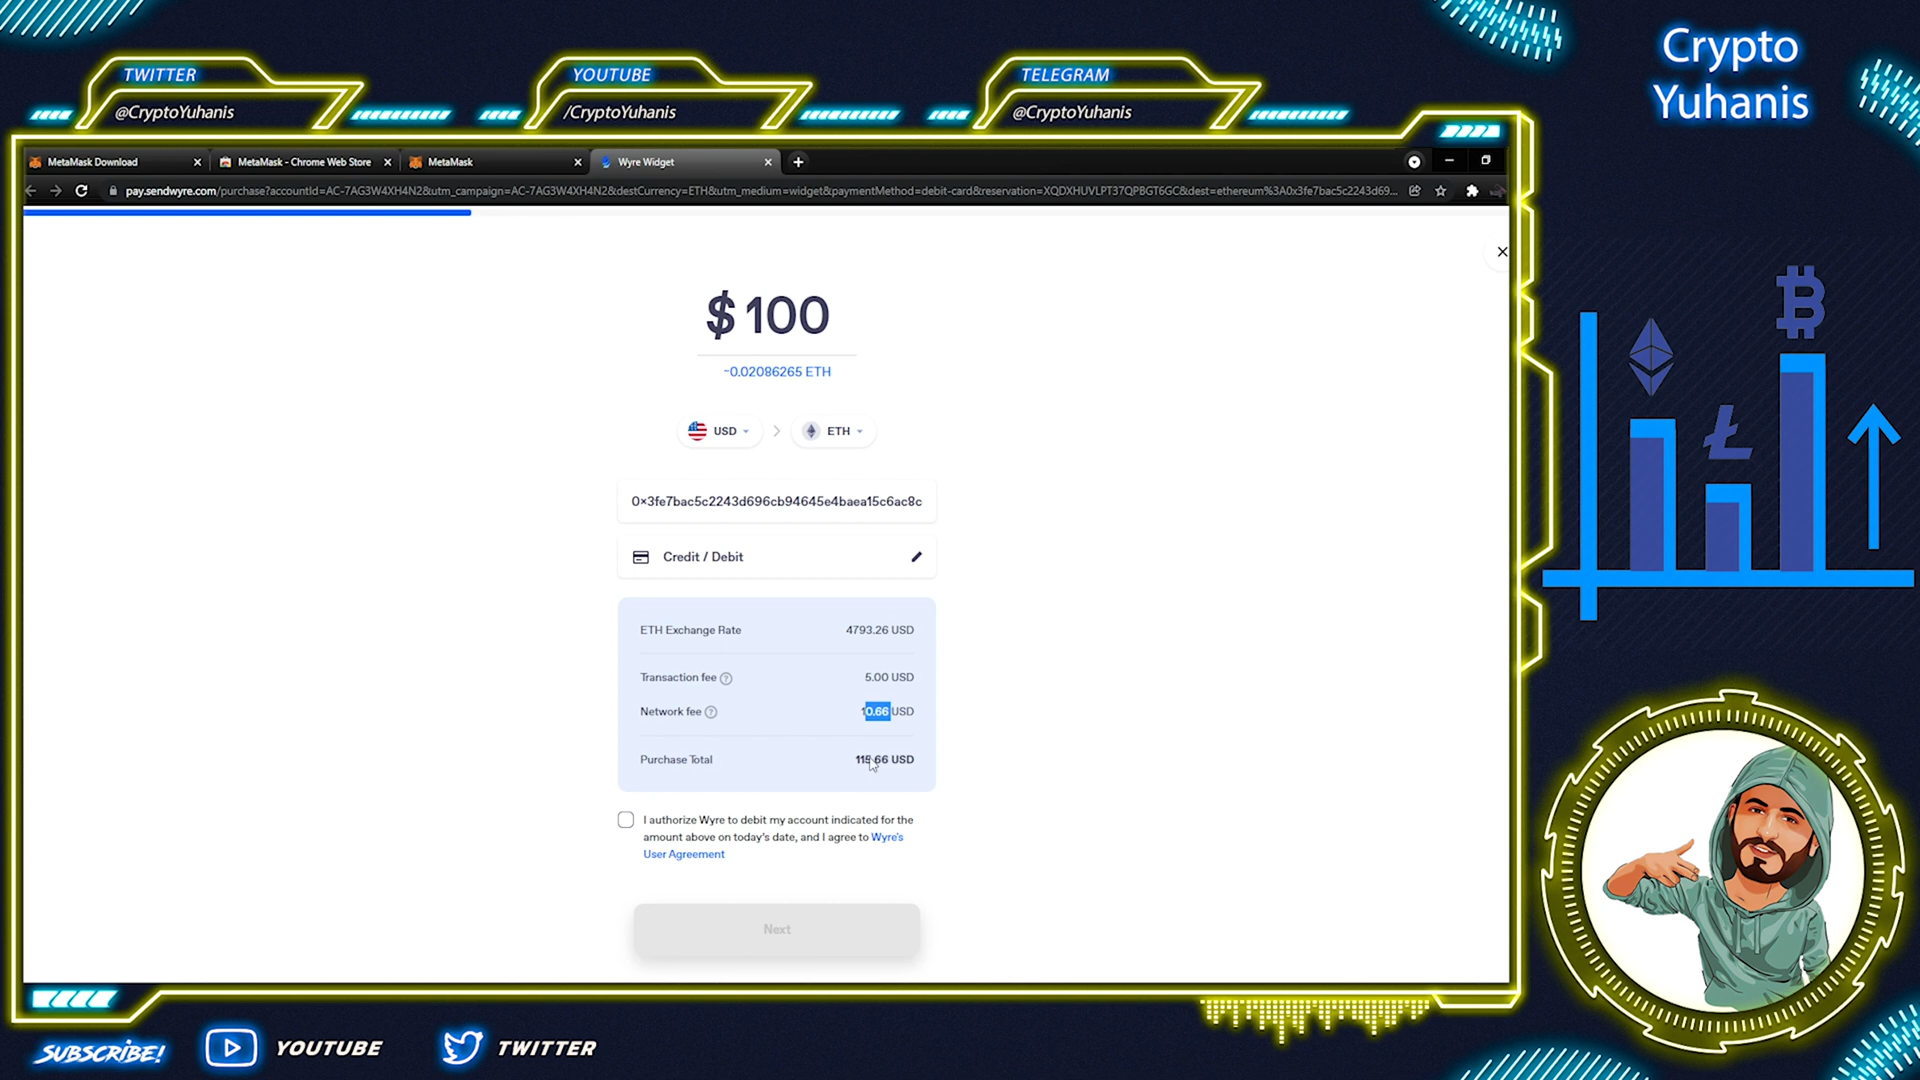 Crypto
Yuhanis
TWITTER
@CryptoYuhanis
YOUTUBE
/CryptoYuhanis
TELEGRAM
@CryptoYuhanis
MetaMask Download
MetaMask - Chrome Web Store
MetaMask
Wyre Widget
pay.sendwyre.com/purchase?accountId=AC-7AG3W4XH4N2&utm_campaign=AC-7AG3W4XH4N2&destCurrency=ETH&utm_medium=widget&paymentMethod=debit-card&reservation=XQDXHUVLPT37QPBGT6GC&dest=ethereum%3A0x3fe7bac5c2243d69...
$ 100
~0.02086265 ETH
USD
ETH
0×3fe7bac5c2243d696cb94645e4baea15c6ac8c
Credit / Debit
ETH Exchange Rate 4793.26 USD
Transaction fee ? 5.00 USD
Network fee ? 10.66 USD
Purchase Total 115.66 USD
I authorize Wyre to debit my account indicated for the
amount above on today's date, and I agree to Wyre's
User Agreement
Next
SUBSCRIBE!
YOUTUBE
TWITTER